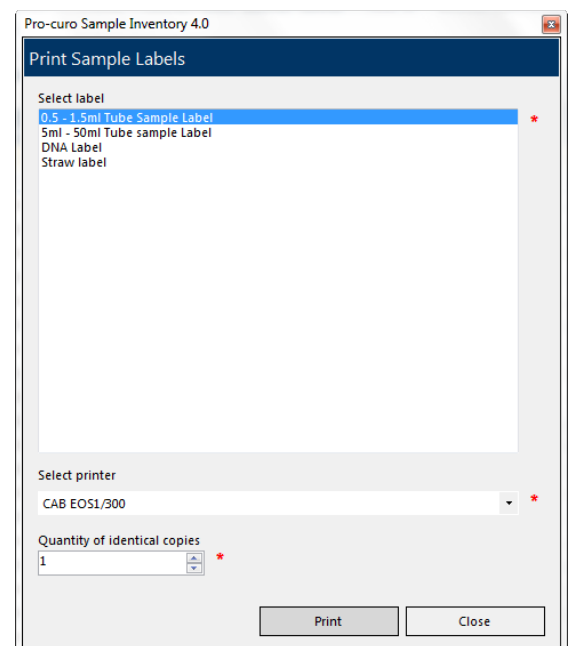 Pro-curo Sample Inventory 4.0
Print Sample Labels
Select label
0.5 - 1.5ml Tube Sample Label
*
5ml - 50ml Tube sample Label
DNA Label
Straw label
Select printer
CAB EOS1/300
*
Quantity of identical copies
1
*
Print Close